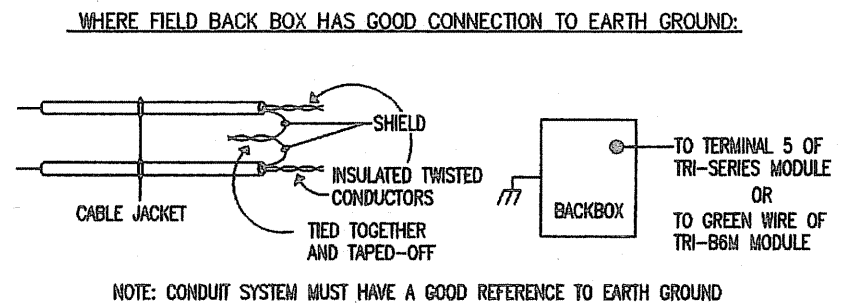 WHERE FIELD BACK BOX HAS GOOD CONNECTION TO EARTH GROUND:
SHIELD
INSULATED TWISTED
CONDUCTORS
CABLE JACKET
TIED TOGETHER
AND TAPED-OFF
BACKBOX
TO TERMINAL 5 OF
TRI-SERIES MODULE
OR
TO GREEN WIRE OF
TRI-B6M MODULE
NOTE: CONDUIT SYSTEM MUST HAVE A GOOD REFERENCE TO EARTH GROUND